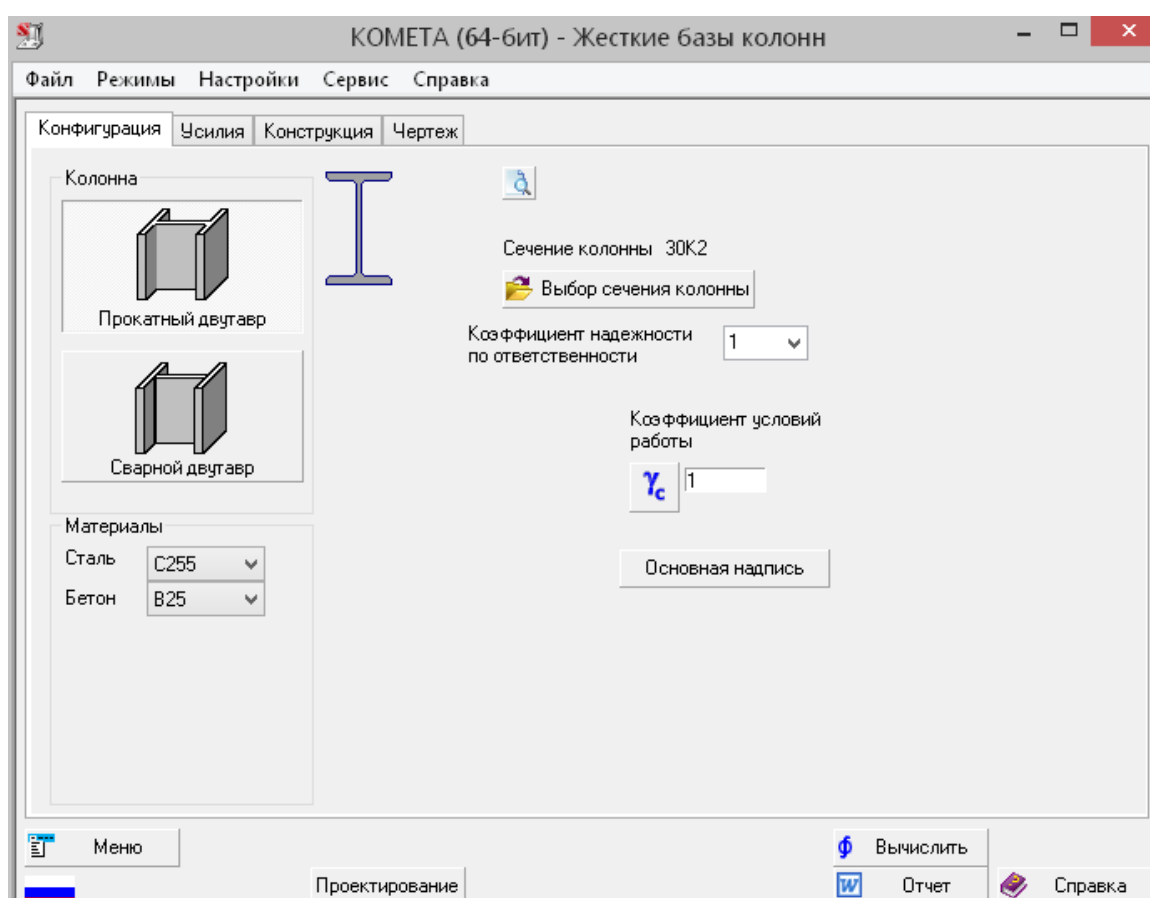 КОМЕТА (64-бит) - Жесткие базы колонн
Файл Режимы Настройки Сервис Справка
Конфигурация Усилия Конструкция Чертеж
Колонна
Прокатный двутавр
Сварной двутавр
Сечение колонны 30К2
Выбор сечения колонны
Коэффициент надежности
по ответственности
1
Коэффициент условий
работы
γc 1
Основная надпись
Материалы
Сталь С255
Бетон В25
Меню
Вычислить
Проектирование
Отчет
Справка